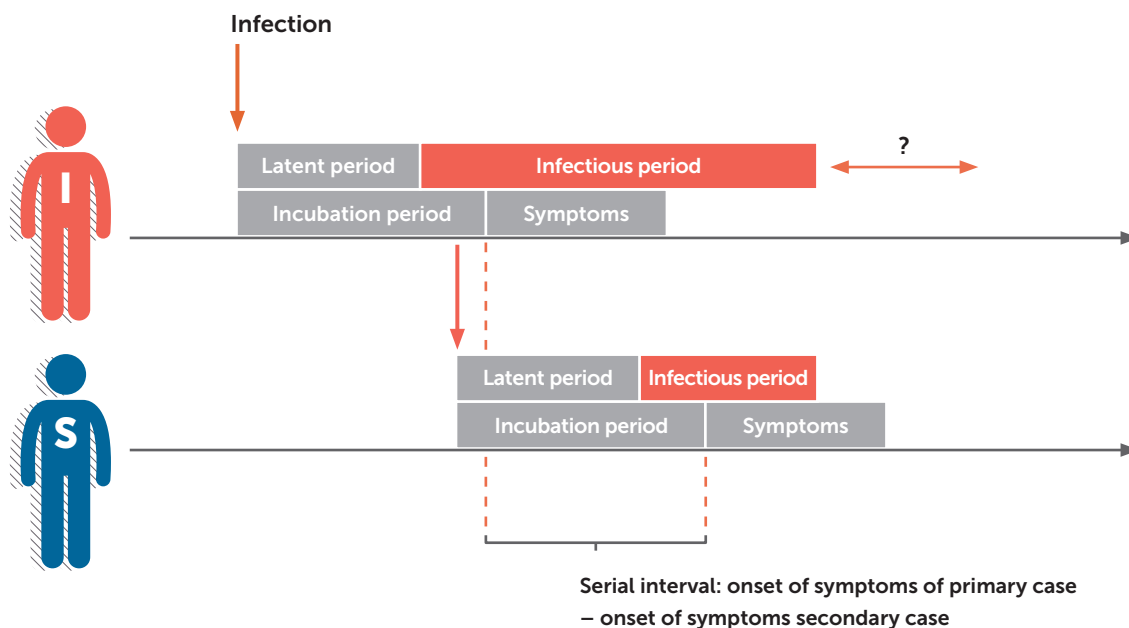 Infection
Latent period
Infectious period
?
I
Incubation period
Symptoms
Latent period
Infectious period
S
Incubation period
Symptoms
Serial interval: onset of symptoms of primary case
– onset of symptoms secondary case